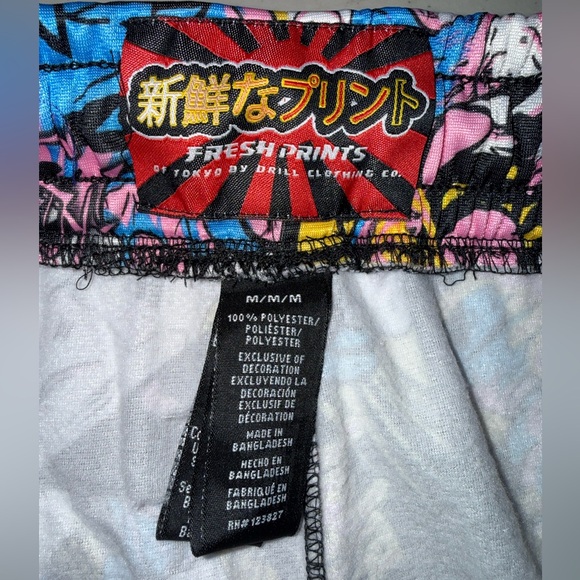 新鮮なプリント
FRESH PRINTS
OF TOKYO BY DRILL CLOTHING CO.
M/M/M
100% POLYESTER/
POLIÉSTER/
POLYESTER
EXCLUSIVE OF
DECORATION
EXCLUYENDO LA
DECORACIÓN
EXCLUSIF DE
DÉCORATION
MADE IN
BANGLADESH
HECHO EN
BANGLADESH
FABRIQUÉ EN
BANGLADESH
RH# 123827